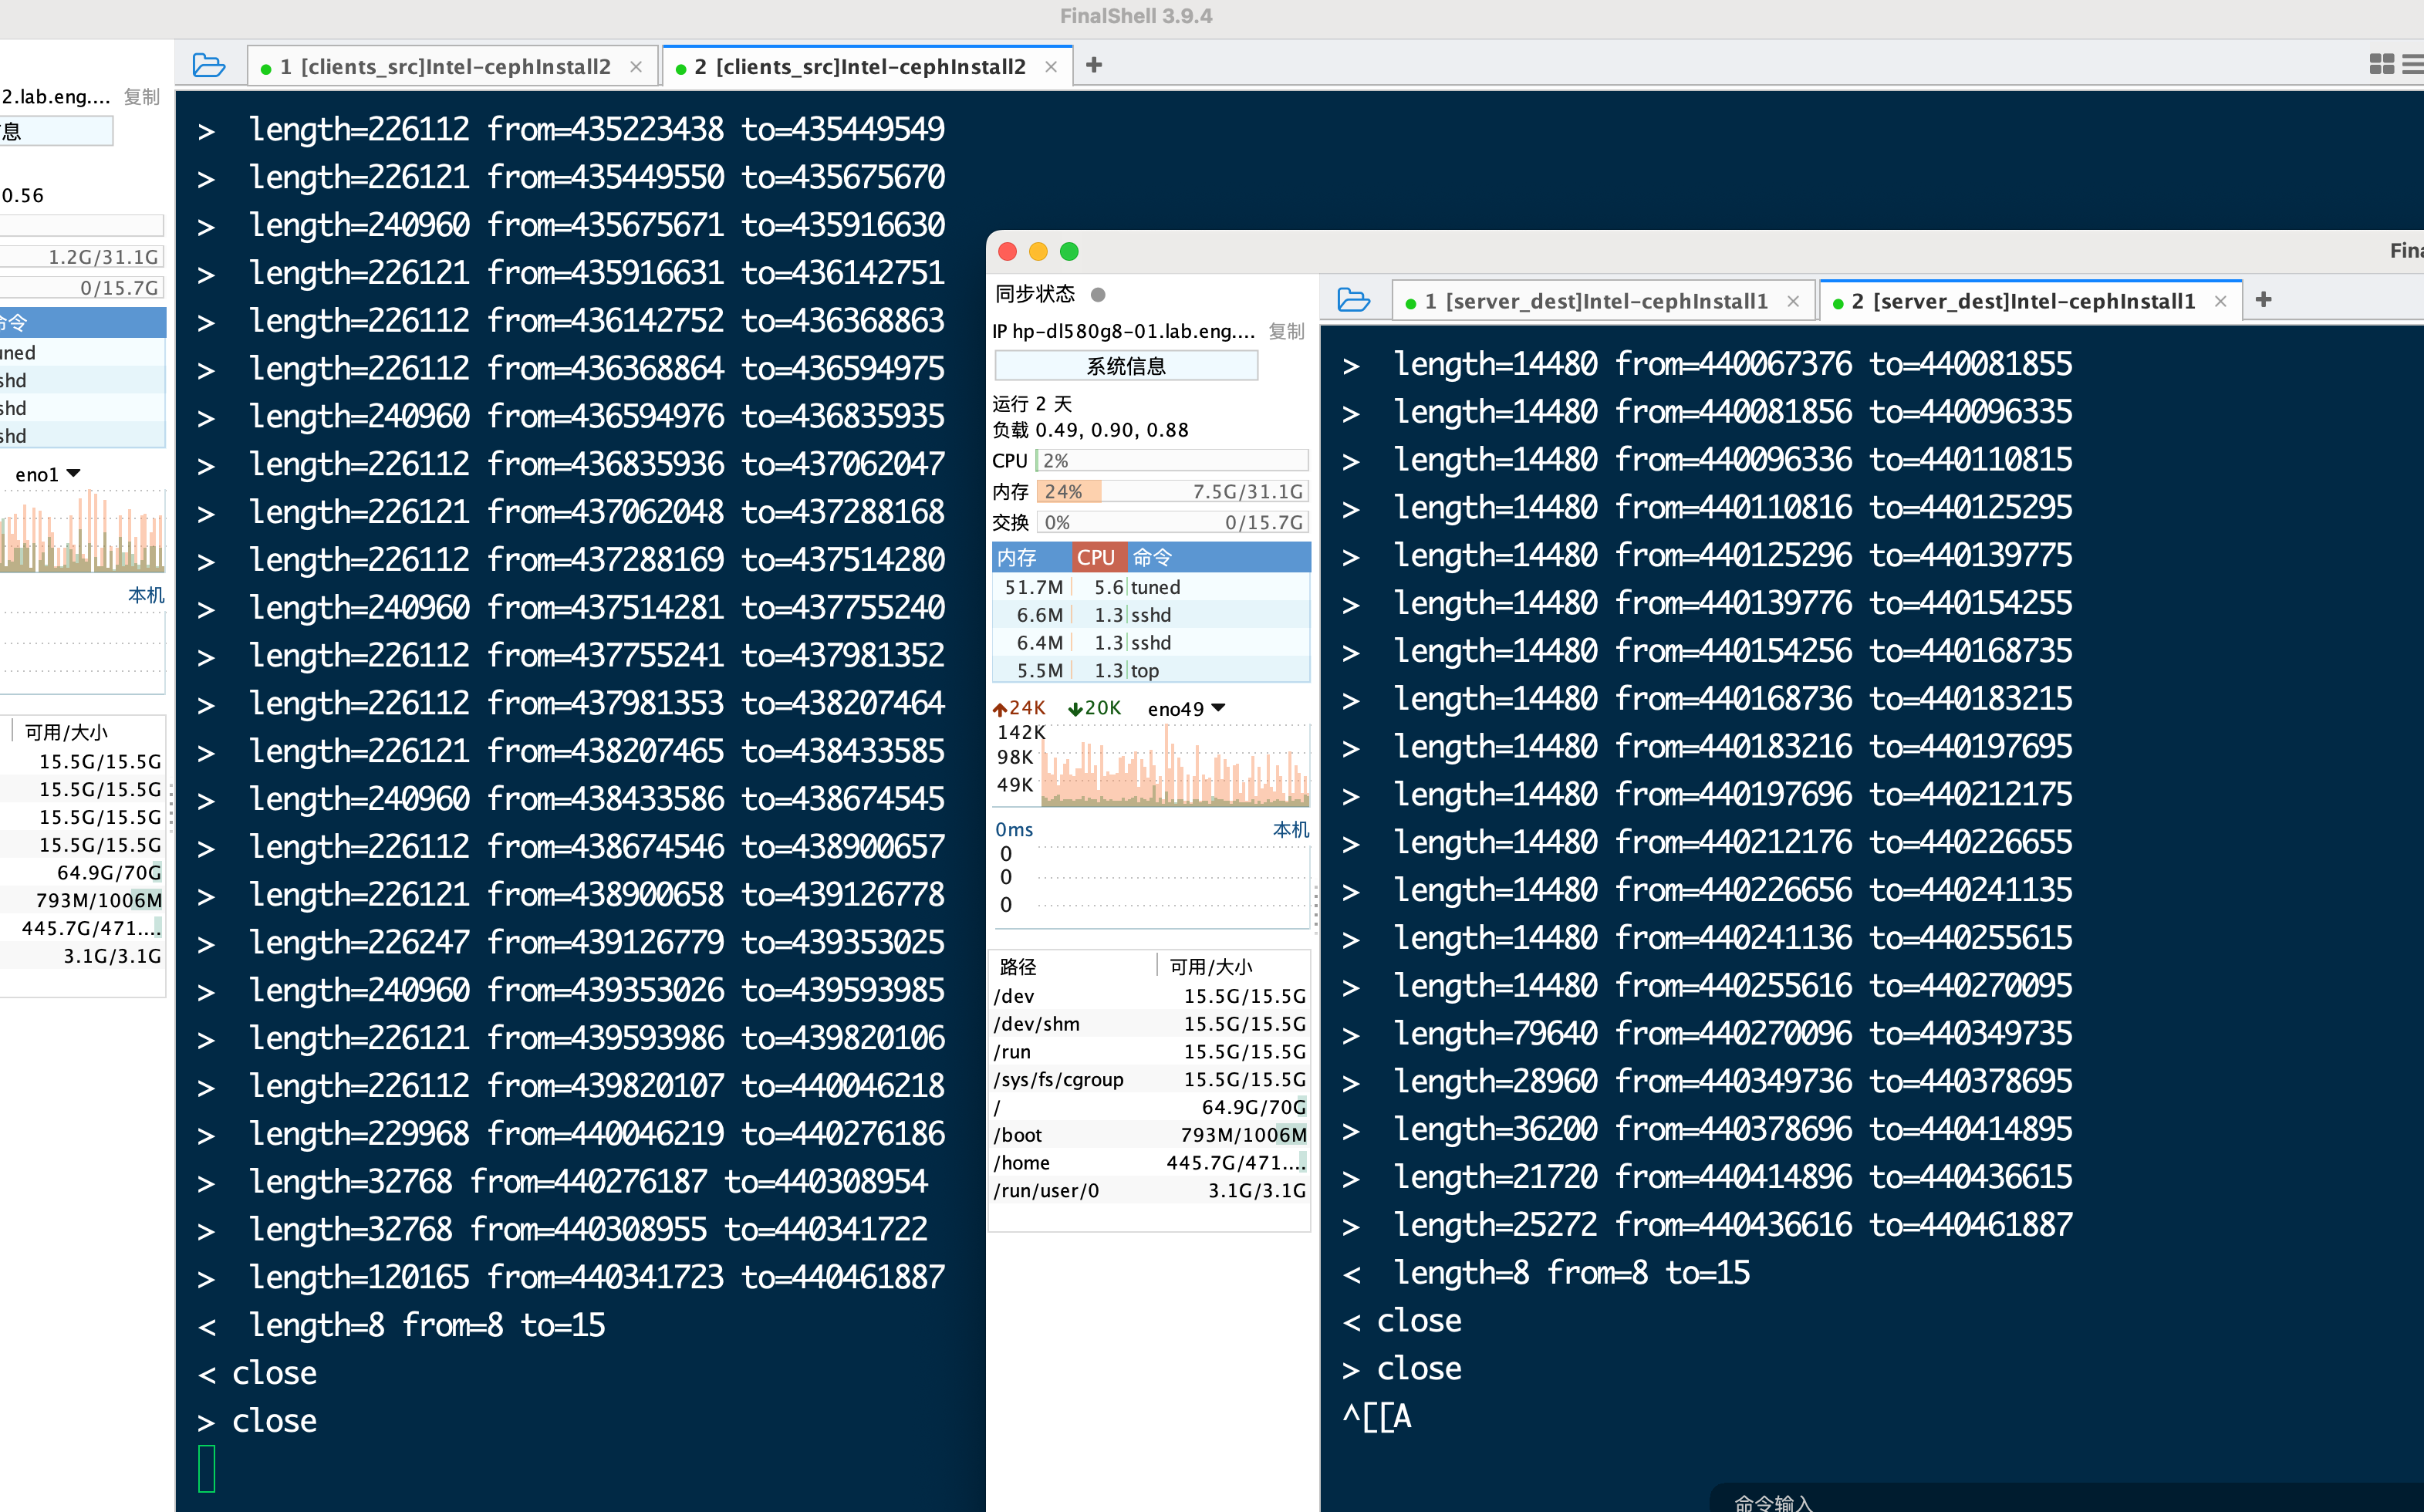 FinalShell 3.9.4
1 [clients_src]Intel-cephInstall2 ×
2 [clients_src]Intel-cephInstall2 ×
+
2.lab.eng.... 复制
息
0.56
1.2G/31.1G
0/15.7G
命令
uned
shd
shd
shd
eno1
本机
可用/大小
15.5G/15.5G
15.5G/15.5G
15.5G/15.5G
15.5G/15.5G
64.9G/70G
793M/1006M
445.7G/471....
3.1G/3.1G
> length=226112 from=435223438 to=435449549
> length=226121 from=435449550 to=435675670
> length=240960 from=435675671 to=435916630
> length=226121 from=435916631 to=436142751
> length=226112 from=436142752 to=436368863
> length=226112 from=436368864 to=436594975
> length=240960 from=436594976 to=436835935
> length=226112 from=436835936 to=437062047
> length=226121 from=437062048 to=437288168
> length=226112 from=437288169 to=437514280
> length=240960 from=437514281 to=437755240
> length=226112 from=437755241 to=437981352
> length=226112 from=437981353 to=438207464
> length=226121 from=438207465 to=438433585
> length=240960 from=438433586 to=438674545
> length=226112 from=438674546 to=438900657
> length=226121 from=438900658 to=439126778
> length=226247 from=439126779 to=439353025
> length=240960 from=439353026 to=439593985
> length=226121 from=439593986 to=439820106
> length=226112 from=439820107 to=440046218
> length=229968 from=440046219 to=440276186
> length=32768 from=440276187 to=440308954
> length=32768 from=440308955 to=440341722
> length=120165 from=440341723 to=440461887
< length=8 from=8 to=15
< close
> close
Fina
同步状态
IP hp-dl580g8-01.lab.eng.... 复制
系统信息
运行 2 天
负载 0.49, 0.90, 0.88
CPU 2%
内存 24% 7.5G/31.1G
交换 0% 0/15.7G
内存 CPU 命令
51.7M 5.6 tuned
6.6M 1.3 sshd
6.4M 1.3 sshd
5.5M 1.3 top
24K 20K eno49
142K
98K
49K
0ms 本机
0
0
0
路径 可用/大小
/dev 15.5G/15.5G
/dev/shm 15.5G/15.5G
/run 15.5G/15.5G
/sys/fs/cgroup 15.5G/15.5G
/ 64.9G/70G
/boot 793M/1006M
/home 445.7G/471....
/run/user/0 3.1G/3.1G
1 [server_dest]Intel-cephInstall1 ×
2 [server_dest]Intel-cephInstall1 ×
+
> length=14480 from=440067376 to=440081855
> length=14480 from=440081856 to=440096335
> length=14480 from=440096336 to=440110815
> length=14480 from=440110816 to=440125295
> length=14480 from=440125296 to=440139775
> length=14480 from=440139776 to=440154255
> length=14480 from=440154256 to=440168735
> length=14480 from=440168736 to=440183215
> length=14480 from=440183216 to=440197695
> length=14480 from=440197696 to=440212175
> length=14480 from=440212176 to=440226655
> length=14480 from=440226656 to=440241135
> length=14480 from=440241136 to=440255615
> length=14480 from=440255616 to=440270095
> length=79640 from=440270096 to=440349735
> length=28960 from=440349736 to=440378695
> length=36200 from=440378696 to=440414895
> length=21720 from=440414896 to=440436615
> length=25272 from=440436616 to=440461887
< length=8 from=8 to=15
< close
> close
^[[A
命令输入